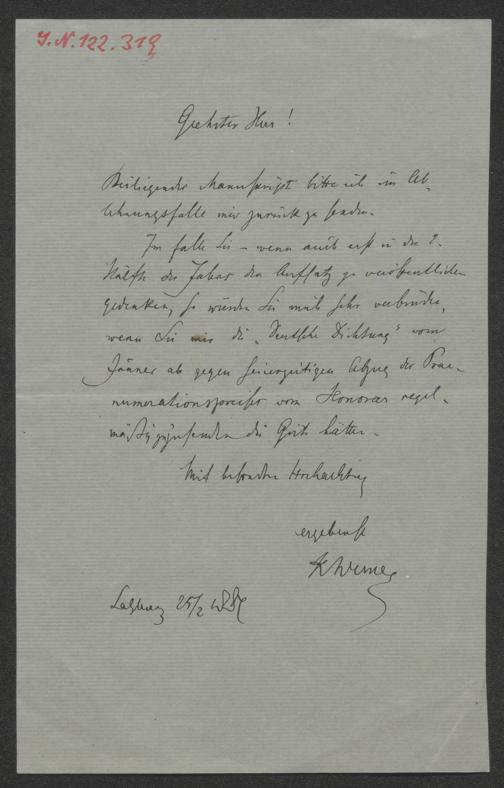 J.N. 122.319
Geehrter Herr!
Beiliegendes Manuscript bitte ich im Ab-
lehnungsfalle mir zurück zu senden.
Im Falle Sie – wenn auch erst in der 2.
Hälfte des Jahres den Aufsatz zu veröffentlichen
gedenken, so würden Sie mich sehr verbinden,
wenn Sie mir die „Deutsche Dichtung" vom
Jänner ab gegen seinerzeitigen Abzug des Prae-
numerationspreises vom Honorar regel-
mäßig zuzusenden die Güte hätten.
Mit besondrer Hochachtung
ergebenst
Werner
Salzburg 25/2